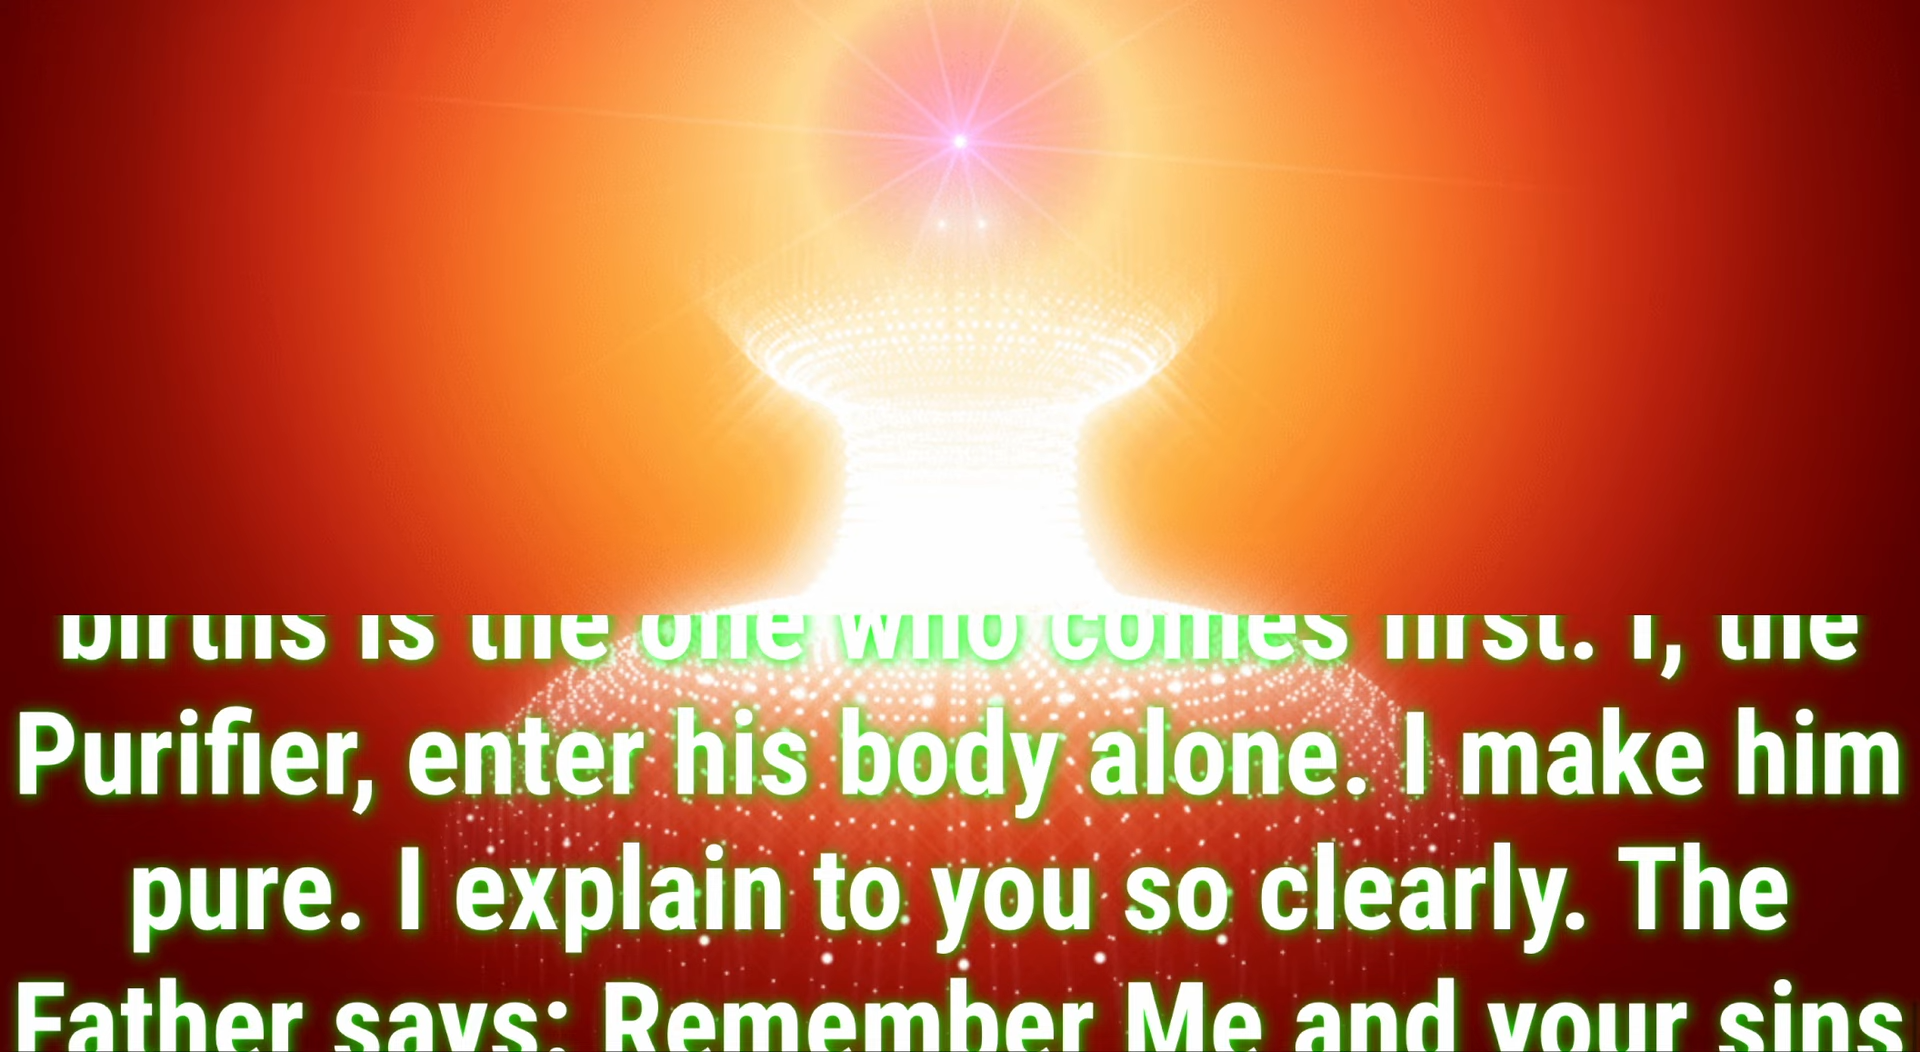 births is the one who comes first. I, the
Purifier, enter his body alone. I make him
pure. I explain to you so clearly. The
Father says: Remember Me and your sins